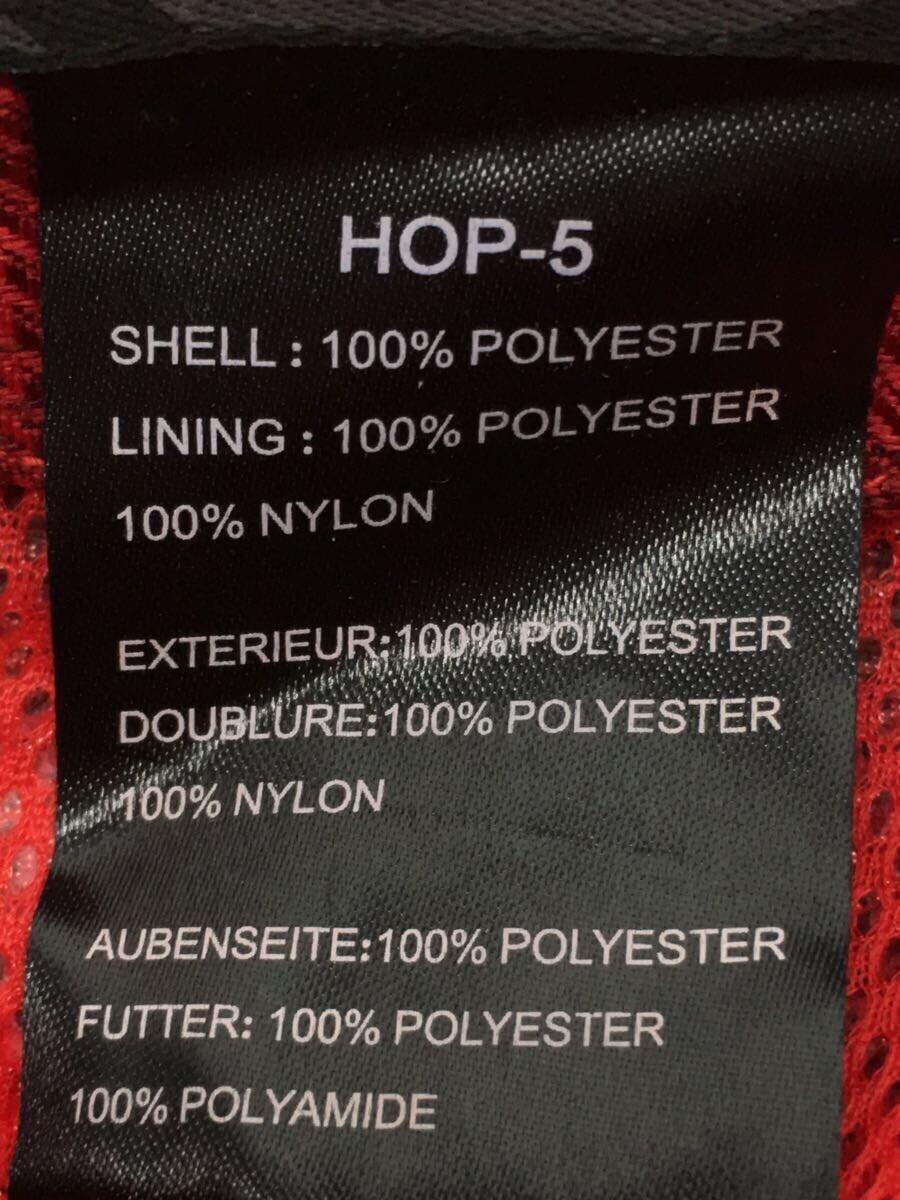 HOP-5
SHELL : 100% POLYESTER
LINING : 100% POLYESTER
100% NYLON
EXTERIEUR:100% POLYESTER
DOUBLURE:100% POLYESTER
100% NYLON
AUBENSEITE:100% POLYESTER
FUTTER: 100% POLYESTER
100% POLYAMIDE